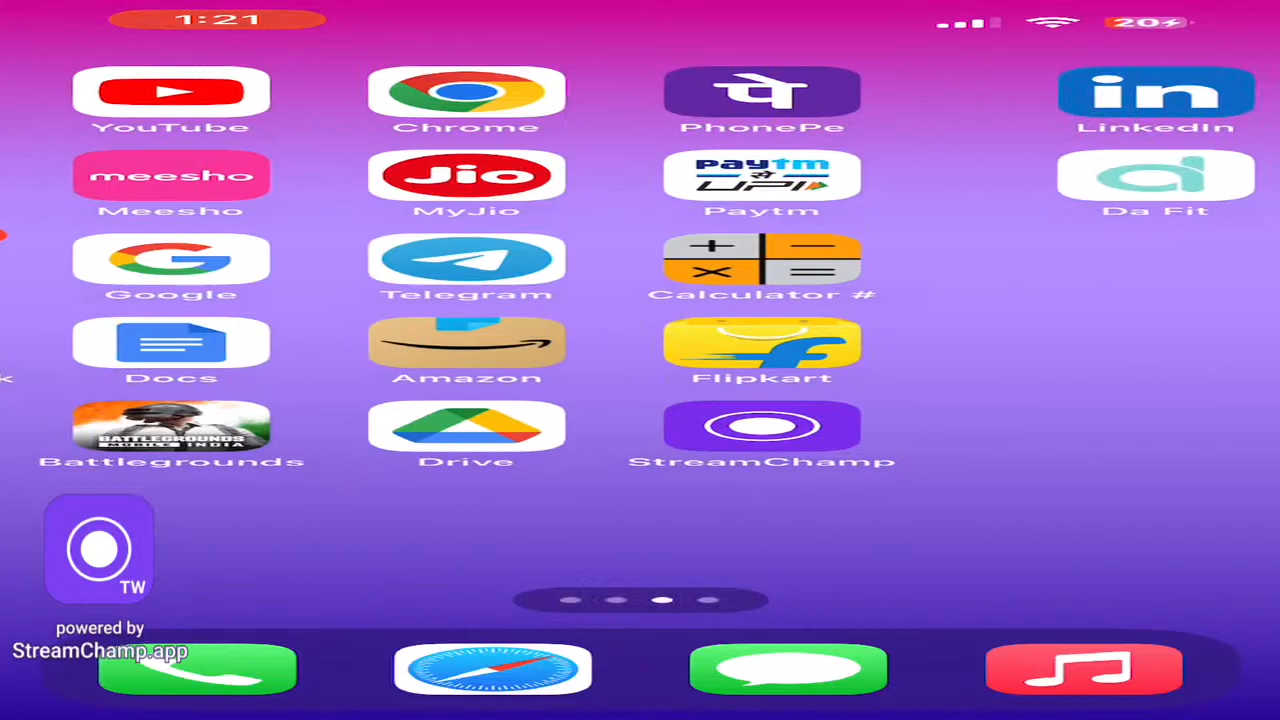 1:21
20
in
YouTube
Chrome
पे
PhonePe
LinkedIn
meesho
Jio
paytm
से
UPI
d
Meesho
MyJio
Paytm
Da Fit
G
Google
Telegram
Calculator #
k
Docs
Amazon
Flipkart
BATTLEGROUNDS
MOBILE INDIA
Battlegrounds
Drive
StreamChamp
TW
powered by
StreamChamp.app